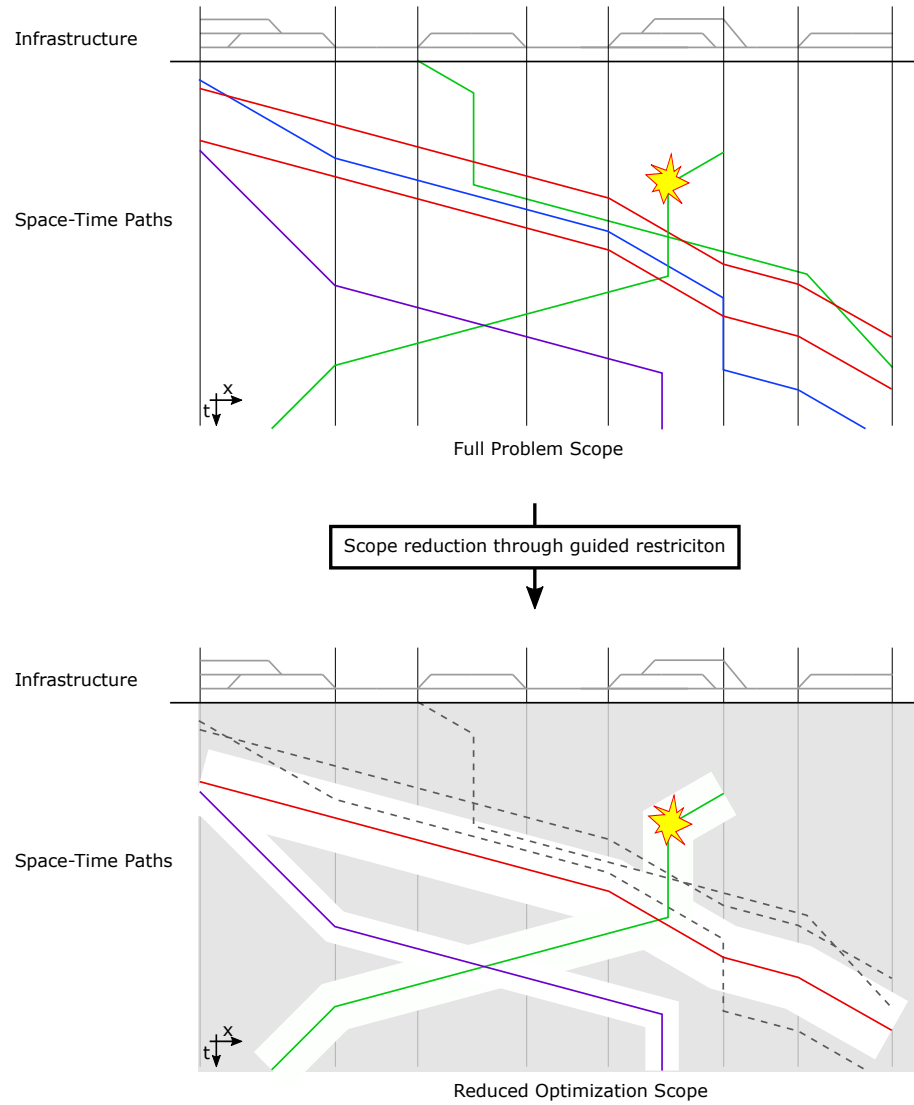 Infrastructure
Space-Time Paths
x
t
Full Problem Scope
Scope reduction through guided restriciton
Infrastructure
Space-Time Paths
x
t
Reduced Optimization Scope